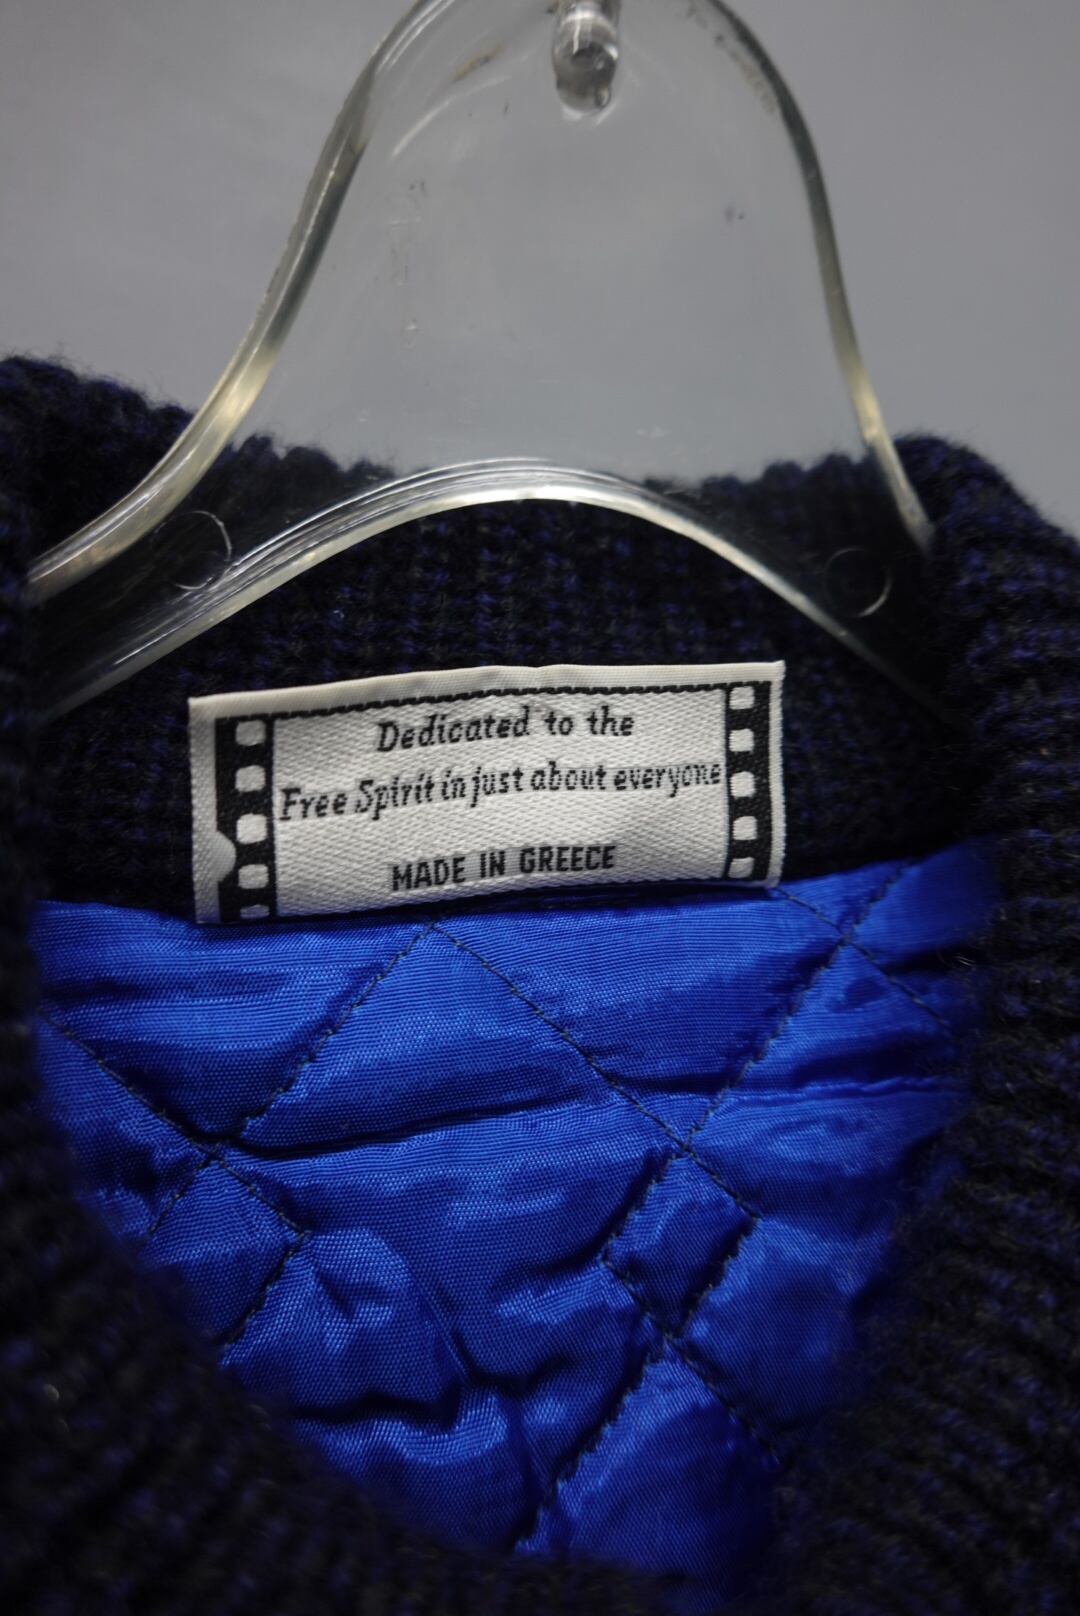 Dedicated to the
Free Spirit in just about everyone
MADE IN GREECE